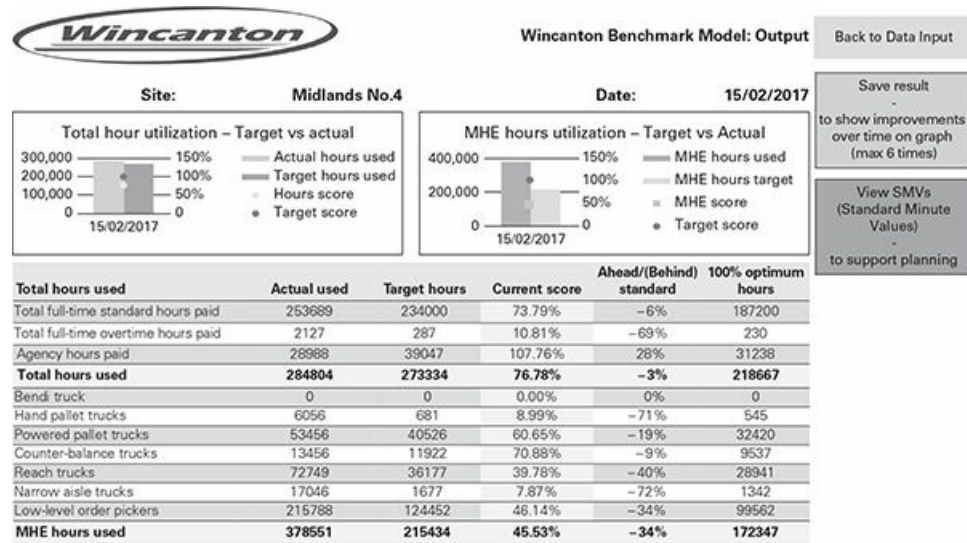 Wincanton
Wincanton Benchmark Model: Output
Back to Data Input
Site: Midlands No.4 Date: 15/02/2017
Save result
-
to show improvements
over time on graph
(max 6 times)
View SMVs
(Standard Minute
Values)
-
to support planning
Total hour utilization – Target vs actual
300,000 150% Actual hours used
200,000 100% Target hours used
100,000 50% Hours score
0 0 Target score
15/02/2017
MHE hours utilization – Target vs Actual
400,000 150% MHE hours used
100% MHE hours target
200,000 50% MHE score
0 0 Target score
15/02/2017
Ahead/(Behind) 100% optimum
Total hours used Actual used Target hours Current score standard hours
Total full-time standard hours paid 253689 234000 73.79% –6% 187200
Total full-time overtime hours paid 2127 287 10.81% –69% 230
Agency hours paid 28988 39047 107.76% 28% 31238
Total hours used 284804 273334 76.78% –3% 218667
Bendi truck 0 0 0.00% 0% 0
Hand pallet trucks 6056 681 8.99% –71% 545
Powered pallet trucks 53456 40526 60.65% –19% 32420
Counter-balance trucks 13456 11922 70.88% –9% 9537
Reach trucks 72749 36177 39.78% –40% 28941
Narrow aisle trucks 17046 1677 7.87% –72% 1342
Low-level order pickers 215788 124452 46.14% –34% 99562
MHE hours used 378551 215434 45.53% –34% 172347